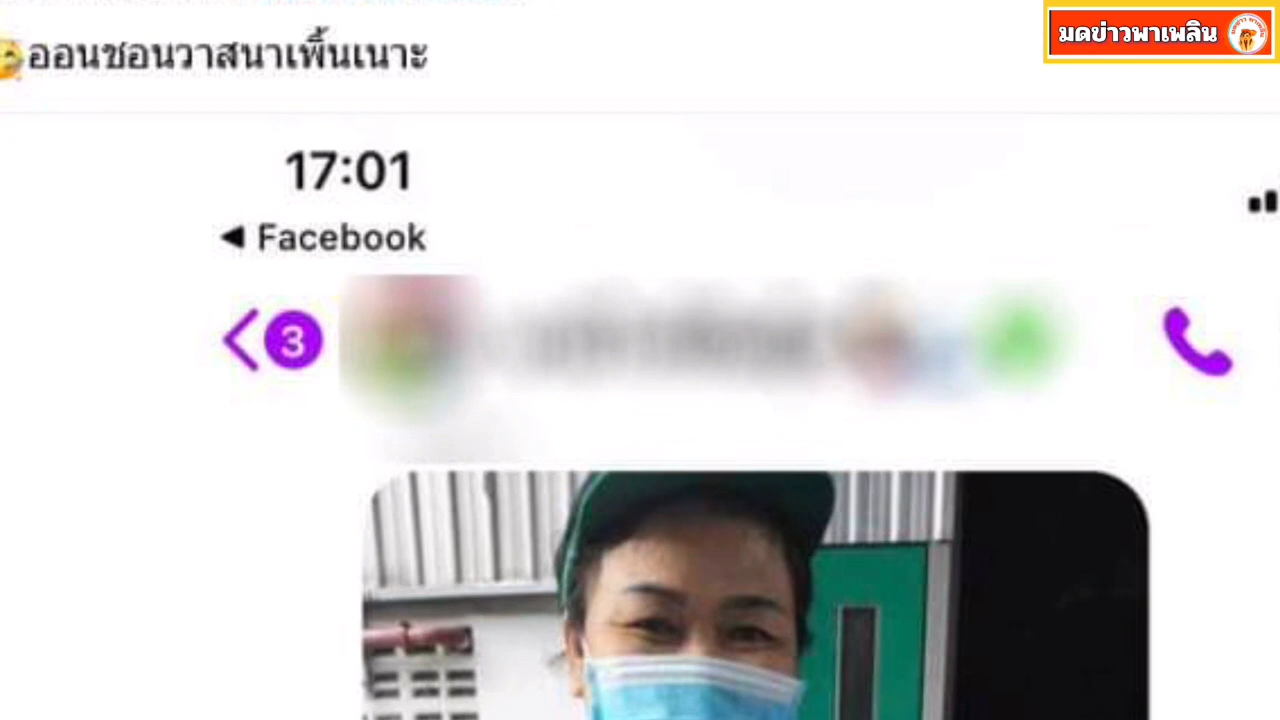 มดข่าวพาเพลิน
ออนซอนวาสนาเพิ้นเนาะ
17:01
◀ Facebook
3